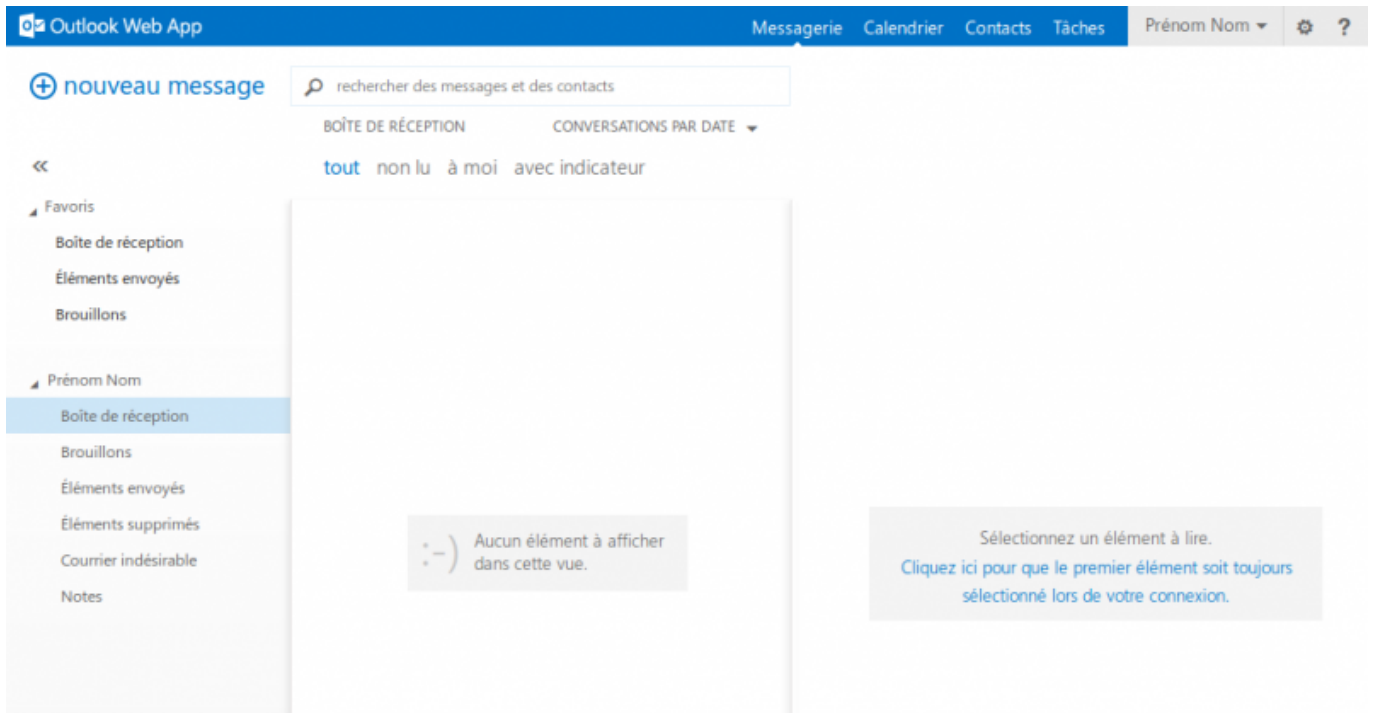 Outlook Web App
Messagerie Calendrier Contacts Tâches Prénom Nom ?
nouveau message
rechercher des messages et des contacts
BOÎTE DE RÉCEPTION CONVERSATIONS PAR DATE
tout non lu à moi avec indicateur
Favoris
Boîte de réception
Éléments envoyés
Brouillons
Prénom Nom
Boîte de réception
Brouillons
Éléments envoyés
Éléments supprimés
Courrier indésirable
Notes
:-) Aucun élément à afficher
dans cette vue.
Sélectionnez un élément à lire.
Cliquez ici pour que le premier élément soit toujours
sélectionné lors de votre connexion.